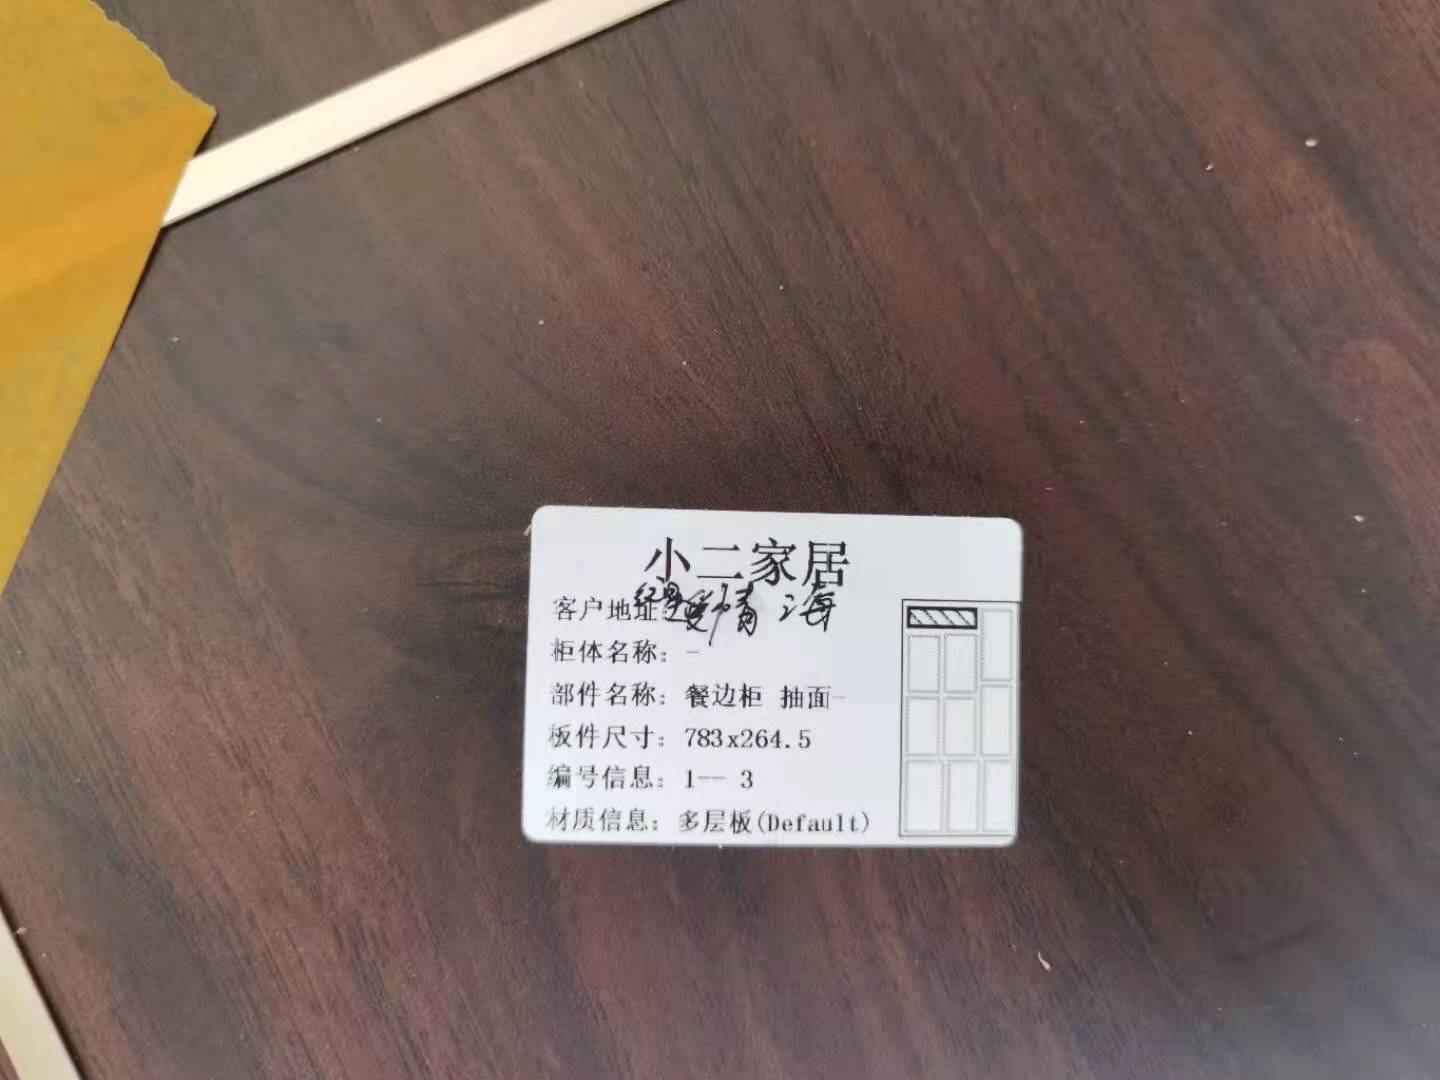 小二家居
客户地址：
柜体名称：-
部件名称：餐边柜 抽面-
板件尺寸：783x264.5
编号信息：1-- 3
材质信息：多层板(Default)